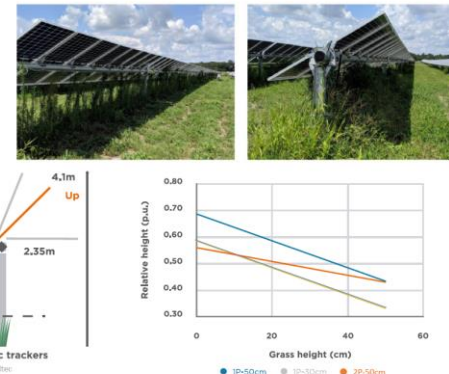 4.1m
Up
2.35m
c trackers
0.80
0.70
0.60
0.50
0.40
0.30
Relative height (p.u.)
0
20
40
60
Grass height (cm)
1P-50cm
1P-30cm
2P-50cm